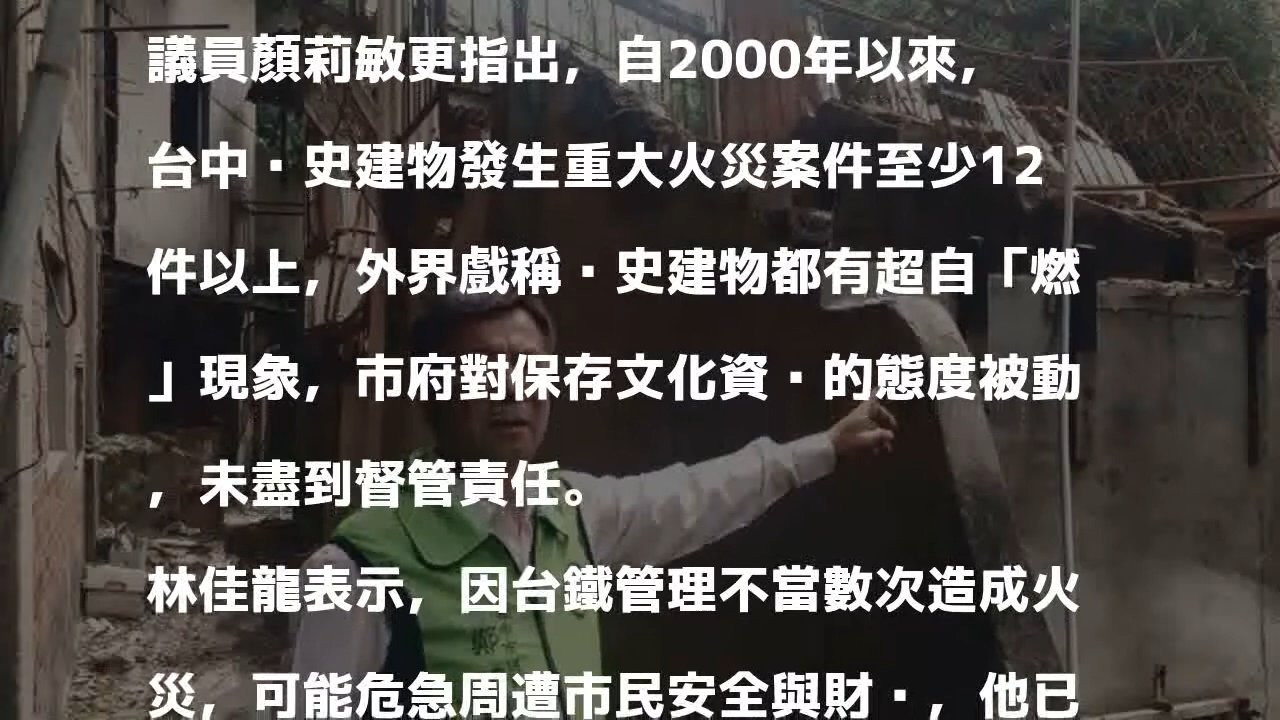 議員顏莉敏更指出，自2000年以來，
台中·史建物發生重大火災案件至少12
件以上，外界戲稱·史建物都有超自「燃
」現象，市府對保存文化資·的態度被動
，未盡到督管責任。
林佳龍表示，因台鐵管理不當數次造成火
災，可能危急周遭市民安全與財·，他已